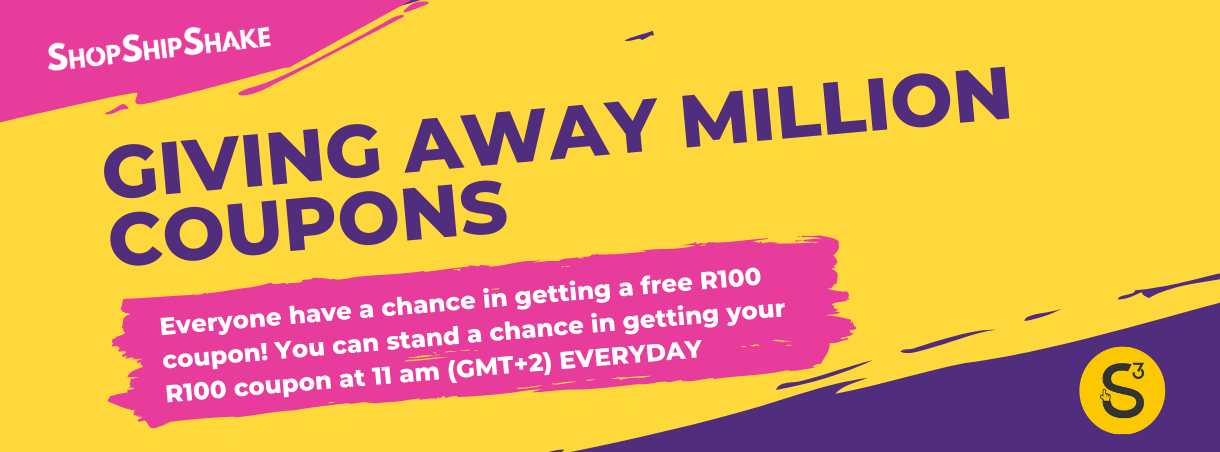 SHOPSHIPSHAKE
GIVING AWAY MILLION
COUPONS
Everyone have a chance in getting a free R100
coupon! You can stand a chance in getting your
R100 coupon at 11 am (GMT+2) EVERYDAY
S3